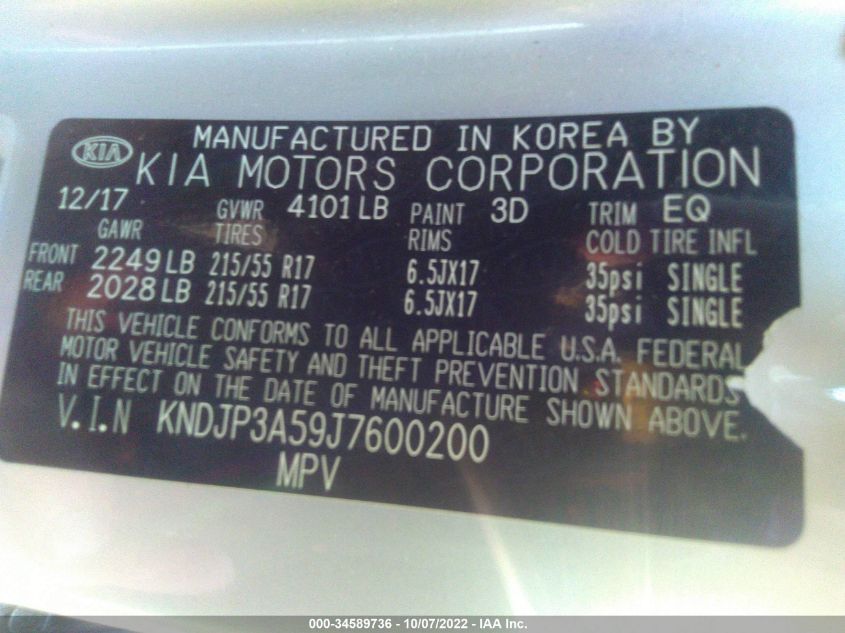 MANUFACTURED IN KOREA BY
KIA KIA MOTORS CORPORATION
12/17 GVWR 4101 LB PAINT 3D TRIM EQ
GAWR TIRES RIMS COLD TIRE INFL
FRONT 2249 LB 215/55 R17 6.5JX17 35psi SINGLE
REAR 2028 LB 215/55 R17 6.5JX17 35psi SINGLE
THIS VEHICLE CONFORMS TO ALL APPLICABLE U.S.A. FEDERAL
MOTOR VEHICLE SAFETY AND THEFT PREVENTION STANDARDS
IN EFFECT ON THE DATE OF MANUFACTURE SHOWN ABOVE.
V.I.N KNDJP3A59J7600200
MPV
000-34589736 - 10/07/2022 - IAA Inc.